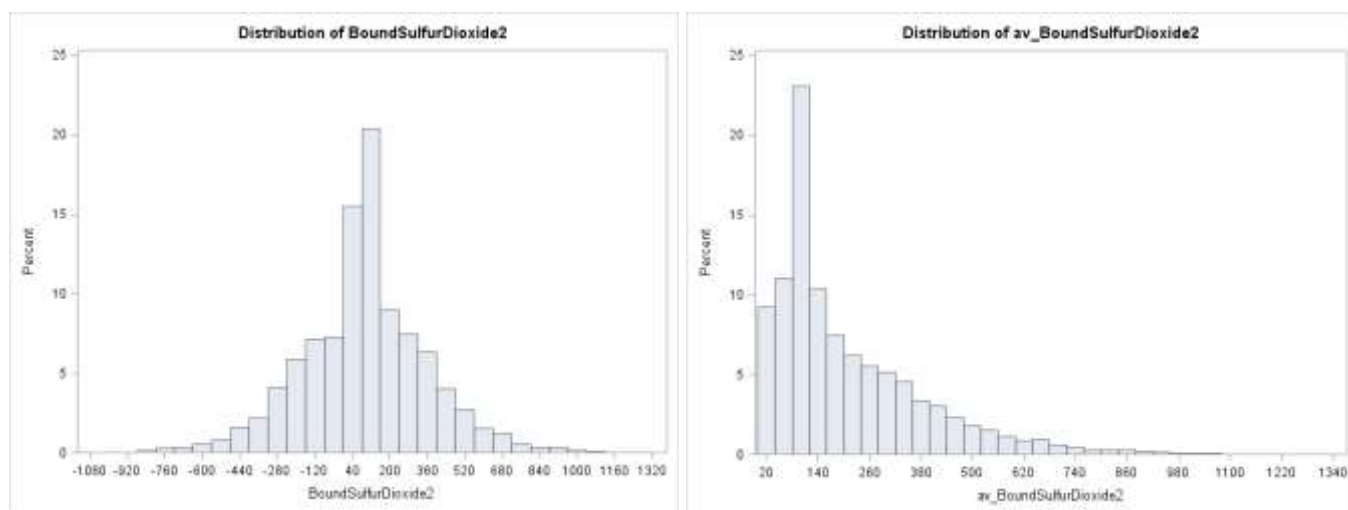 Distribution of BoundSulfurDioxide2
25
20
15
10
5
0
Percent
-1080 -920 -760 -600 -440 -280 -120 40 200 360 520 680 840 1000 1160 1320
BoundSulfurDioxide2
Distribution of av_BoundSulfurDioxide2
25
20
15
10
5
0
Percent
20 140 260 380 500 620 740 860 980 1100 1220 1340
av_BoundSulfurDioxide2